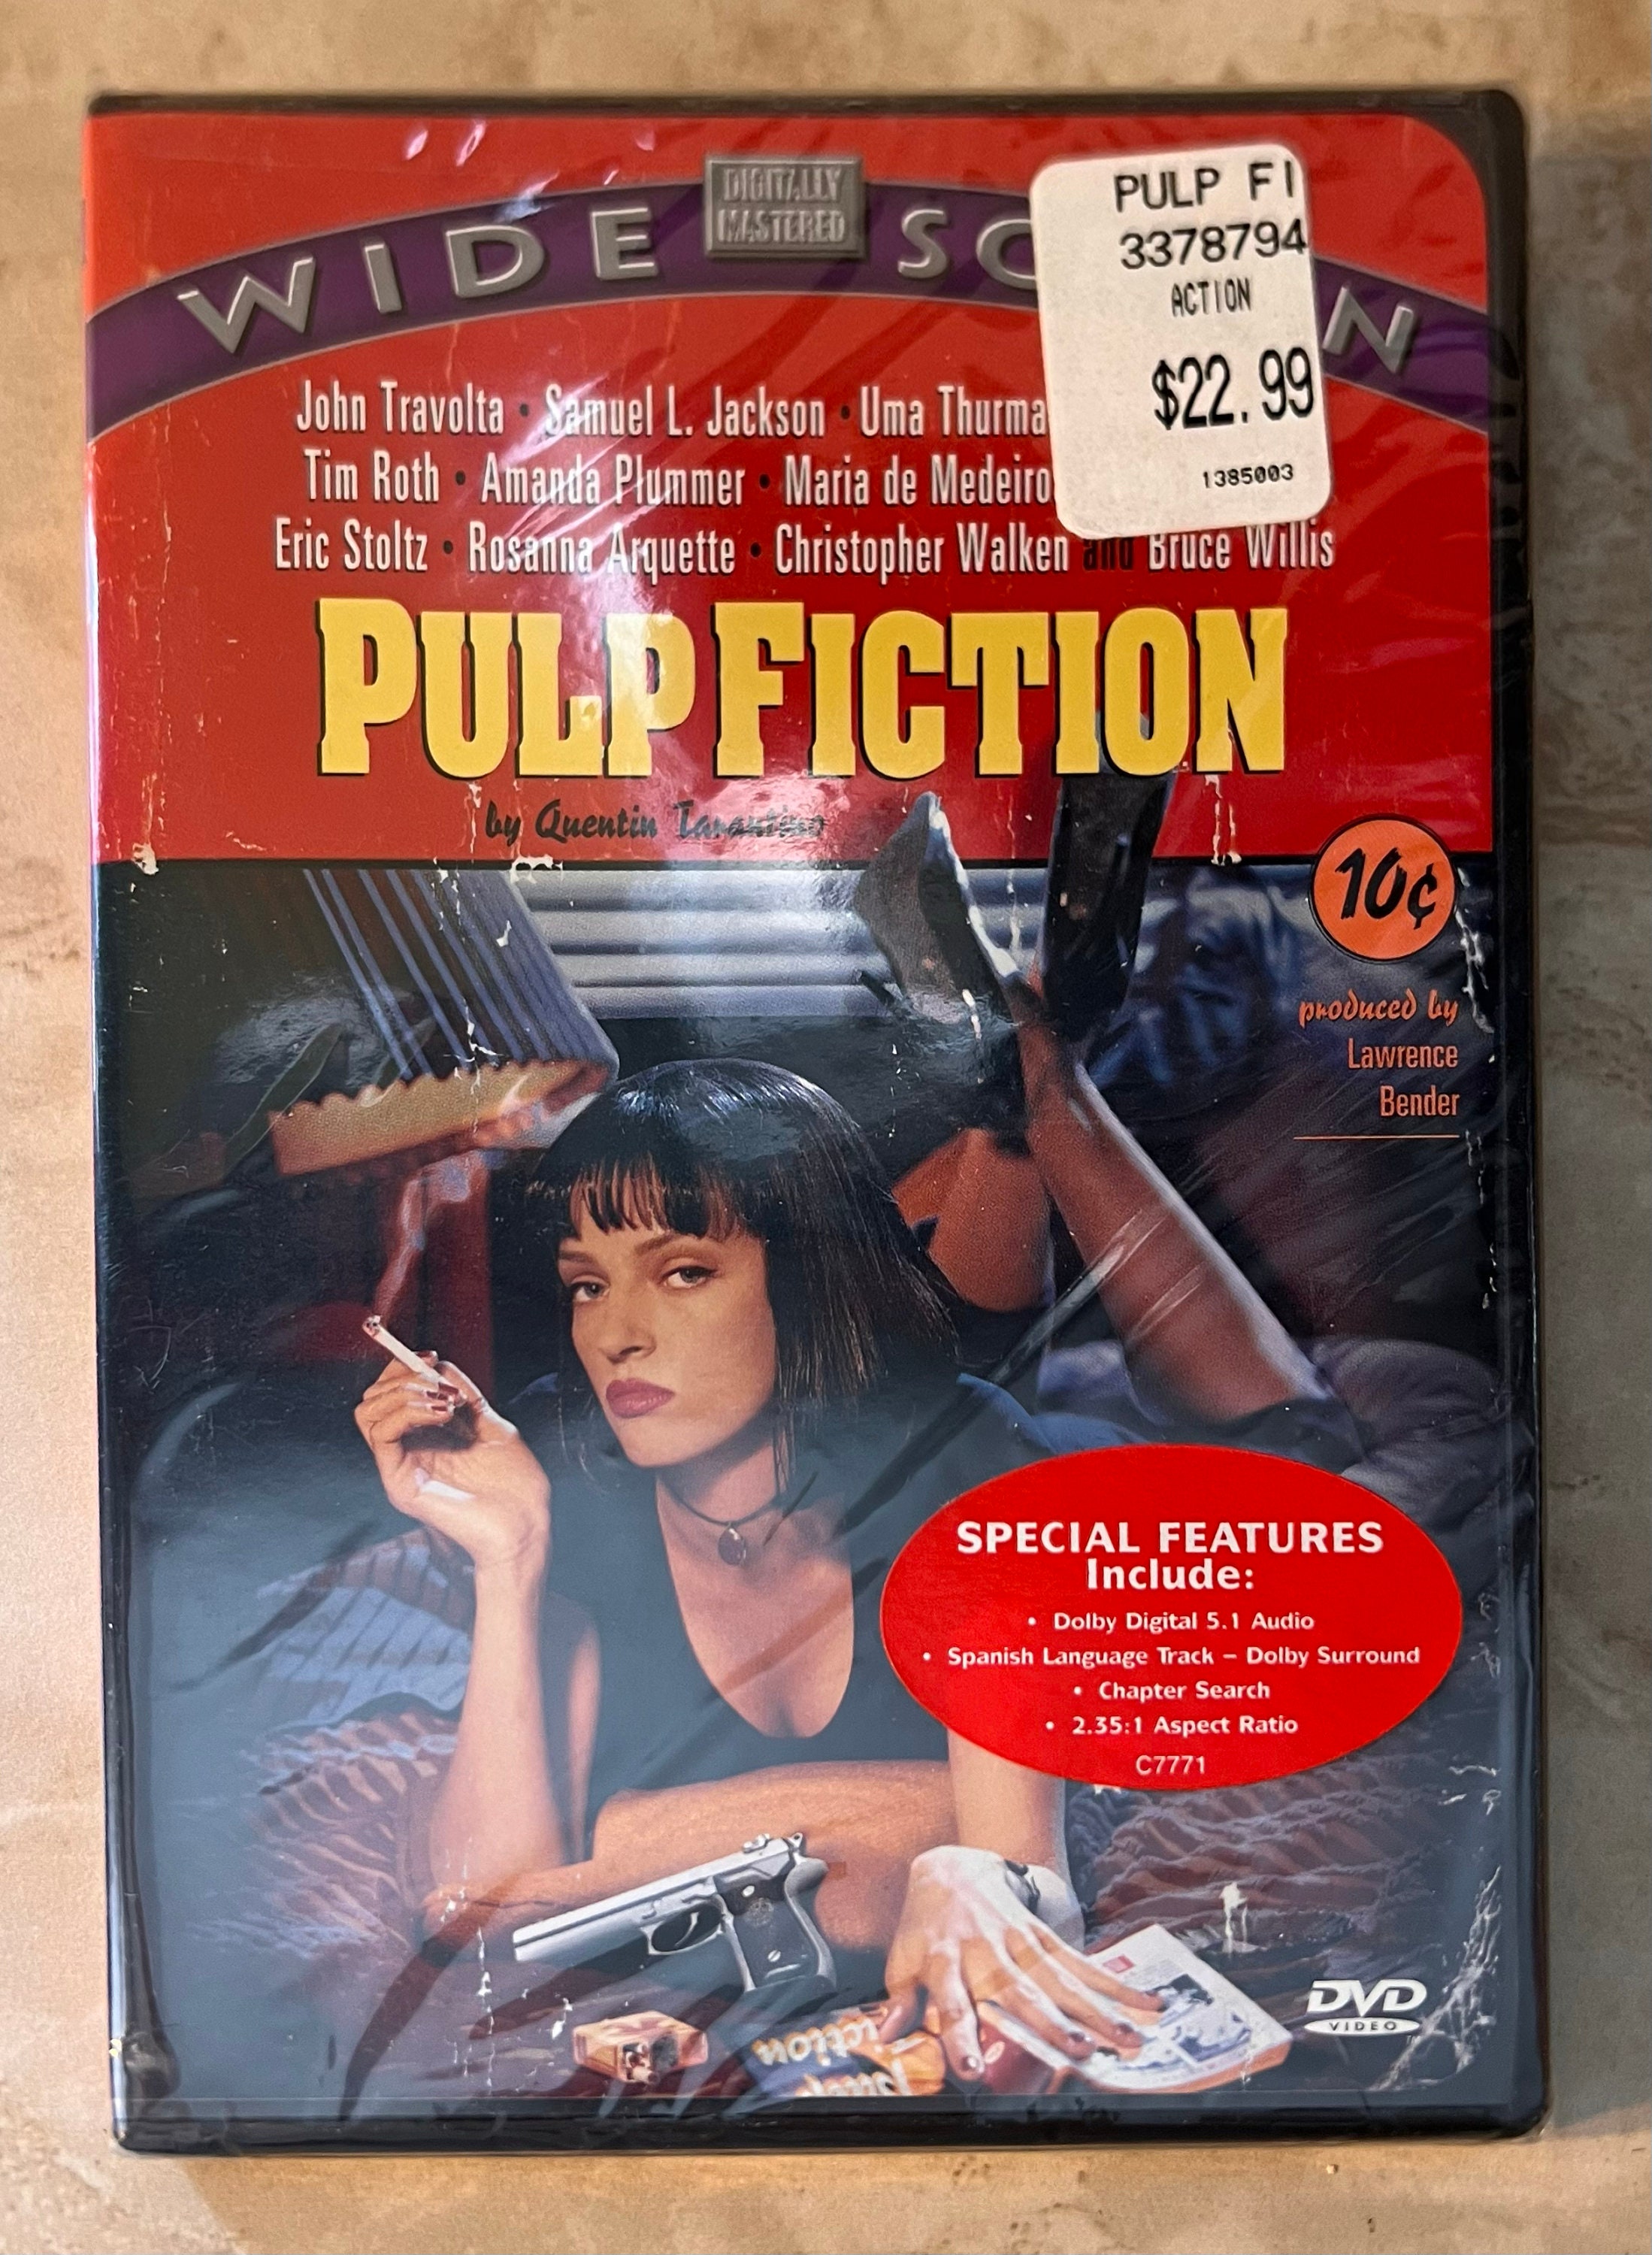 DIGITALLY
MASTERED
WIDE SC N
PULP FI
3378794
ACTION
$22.99
1385003
John Travolta • Samuel L. Jackson • Uma Thurma
Tim Roth • Amanda Plummer • Maria de Medeiro
Eric Stoltz • Rosanna Arquette • Christopher Walken and Bruce Willis
PULP FICTION
by Quentin Tarantino
10¢
produced by
Lawrence
Bender
SPECIAL FEATURES
Include:
• Dolby Digital 5.1 Audio
• Spanish Language Track – Dolby Surround
• Chapter Search
• 2.35:1 Aspect Ratio
C7771
DVD
VIDEO
Fiction